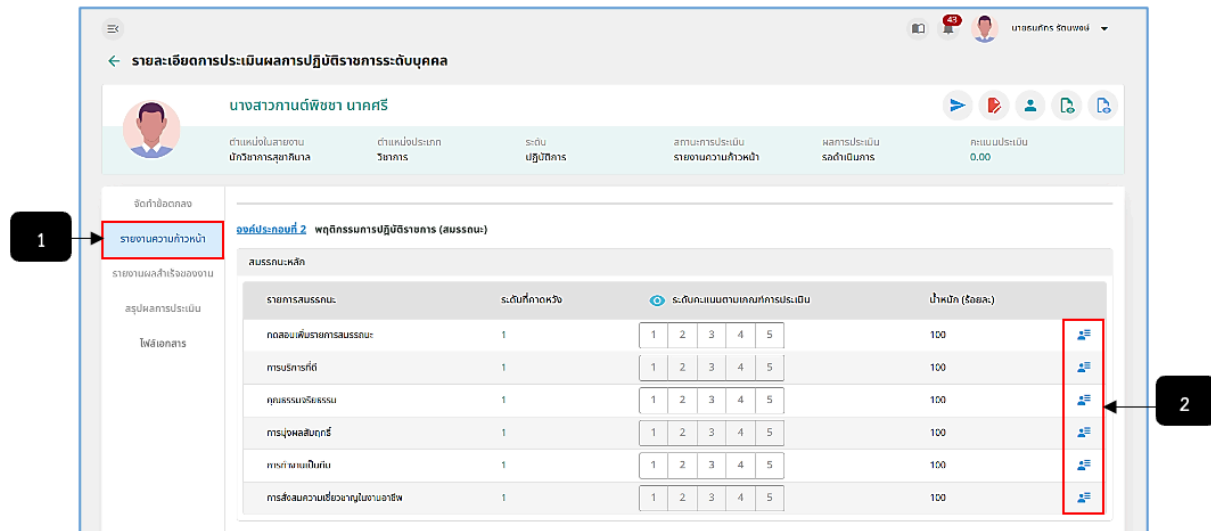 43
นายธนภัทร รัตนพงษ์
รายละเอียดการประเมินผลการปฏิบัติราชการระดับบุคคล
นางสาวกานต์พิชชา นาคศรี
ตำแหน่งในสายงาน ตำแหน่งประเภท ระดับ สถานะการประเมิน ผลการประเมิน คะแนนประเมิน
นักวิชาการสุขาภิบาล วิชาการ ปฏิบัติการ รายงานความก้าวหน้า รอดำเนินการ 0.00
จัดทำข้อตกลง
1 รายงานความก้าวหน้า
รายงานผลสำเร็จของงาน
สรุปผลการประเมิน
ไฟล์เอกสาร
องค์ประกอบที่ 2 พฤติกรรมการปฏิบัติราชการ (สมรรถนะ)
สมรรถนะหลัก
รายการสมรรถนะ ระดับที่คาดหวัง ระดับคะแนนตามเกณฑ์การประเมิน น้ำหนัก (ร้อยละ)
ทดสอบเพิ่มรายการสมรรถนะ 1 1 2 3 4 5 100
การบริการที่ดี 1 1 2 3 4 5 100
คุณธรรมจริยธรรม 1 1 2 3 4 5 100
การมุ่งผลสัมฤทธิ์ 1 1 2 3 4 5 100
การทำงานเป็นทีม 1 1 2 3 4 5 100
การสั่งสมความเชี่ยวชาญในงานอาชีพ 1 1 2 3 4 5 100
2